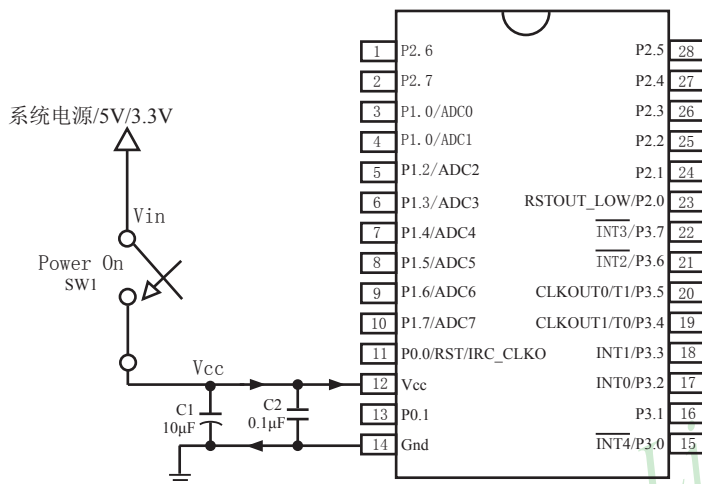 系统电源/5V/3.3V
Vin
Power On
SW1
Vcc
C1
10μF
C2
0.1μF
1 P2.6
2 P2.7
3 P1.0/ADC0
4 P1.0/ADC1
5 P1.2/ADC2
6 P1.3/ADC3
7 P1.4/ADC4
8 P1.5/ADC5
9 P1.6/ADC6
10 P1.7/ADC7
11 P0.0/RST/IRC_CLKO
12 Vcc
13 P0.1
14 Gnd
P2.5 28
P2.4 27
P2.3 26
P2.2 25
P2.1 24
RSTOUT_LOW/P2.0 23
INT3/P3.7 22
INT2/P3.6 21
CLKOUT0/T1/P3.5 20
CLKOUT1/T0/P3.4 19
INT1/P3.3 18
INT0/P3.2 17
P3.1 16
INT4/P3.0 15